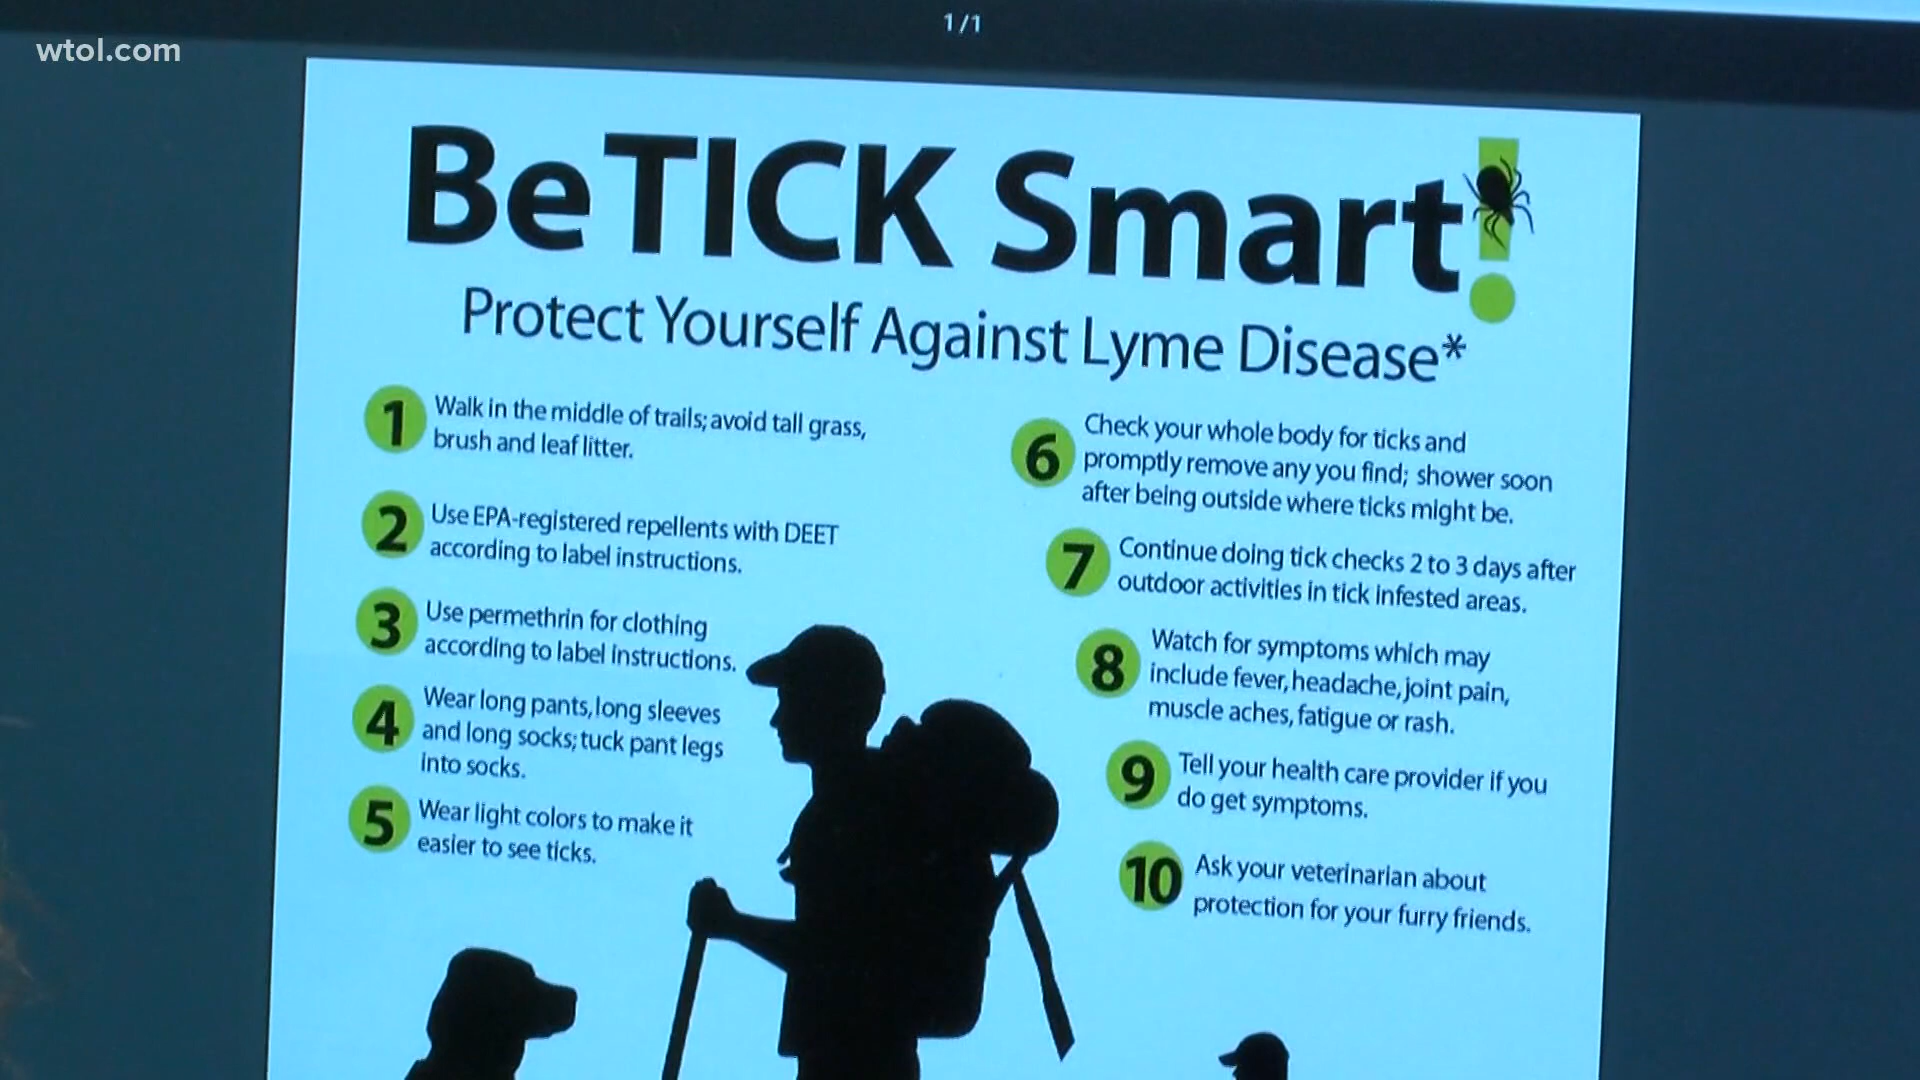 1/1
wtol.com
Be TICK Smart!
Protect Yourself Against Lyme Disease*
1 Walk in the middle of trails; avoid tall grass,
brush and leaf litter.
2 Use EPA-registered repellents with DEET
according to label instructions.
3 Use permethrin for clothing
according to label instructions.
4 Wear long pants, long sleeves
and long socks; tuck pant legs
into socks.
5 Wear light colors to make it
easier to see ticks.
6 Check your whole body for ticks and
promptly remove any you find; shower soon
after being outside where ticks might be.
7 Continue doing tick checks 2 to 3 days after
outdoor activities in tick infested areas.
8 Watch for symptoms which may
include fever, headache, joint pain,
muscle aches, fatigue or rash.
9 Tell your health care provider if you
do get symptoms.
10 Ask your veterinarian about
protection for your furry friends.